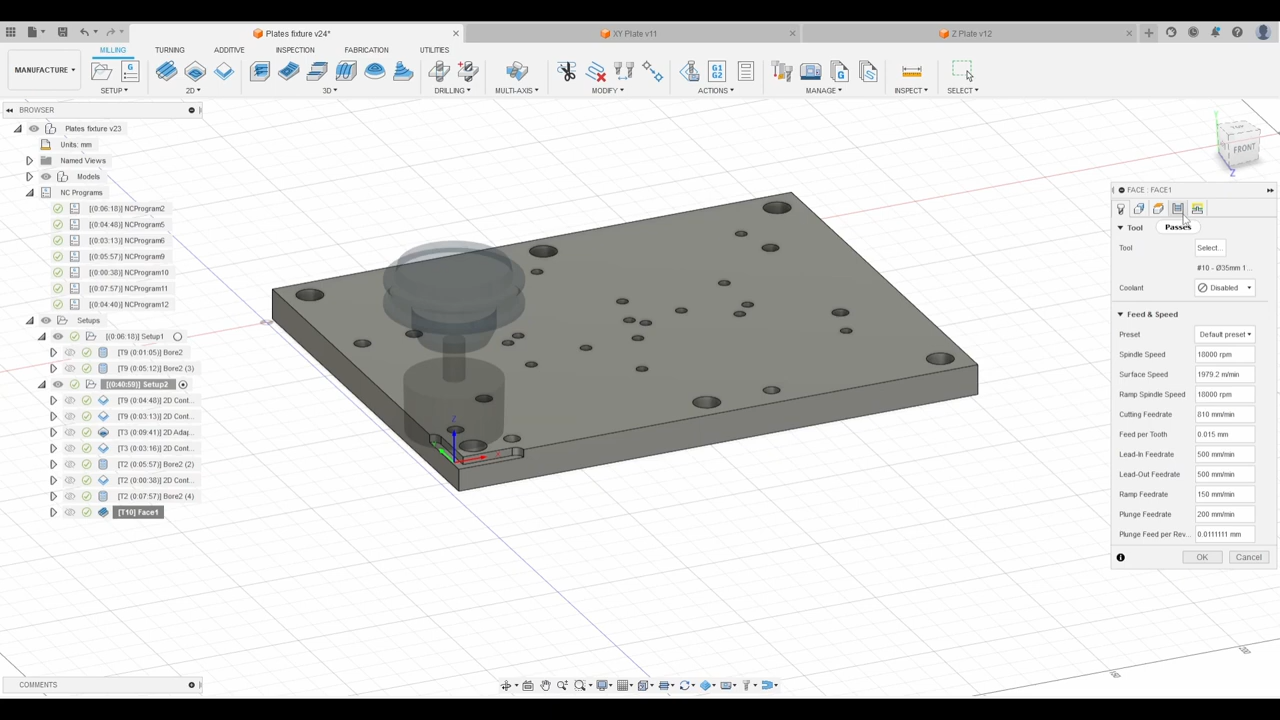 Plates fixture v24*
XY Plate v11
Z Plate v12
MILLING TURNING ADDITIVE INSPECTION FABRICATION UTILITIES
MANUFACTURE
SETUP 2D 3D DRILLING MULTI-AXIS MODIFY ACTIONS MANAGE INSPECT SELECT
G1
G2
BROWSER
Plates fixture v23
Units: mm
Named Views
Models
NC Programs
[(0:06:18)] NCProgram2
[(0:04:48)] NCProgram5
[(0:03:13)] NCProgram6
[(0:05:57)] NCProgram9
[(0:00:38)] NCProgram10
[(0:07:57)] NCProgram11
[(0:04:40)] NCProgram12
Setups
[(0:06:18)] Setup1
[T9 (0:01:05)] Bore2
[T9 (0:05:12)] Bore2 (3)
[(0:40:59)] Setup2
[T9 (0:04:48)] 2D Cont...
[T9 (0:03:13)] 2D Cont...
[T3 (0:09:41)] 2D Adap...
[T3 (0:03:16)] 2D Cont...
[T2 (0:05:57)] Bore2 (2)
[T2 (0:00:38)] 2D Cont...
[T2 (0:07:57)] Bore2 (4)
[T10] Face1
Z
X
TOP
FRONT
Z
FACE : FACE1
Tool
Passes
Tool Select...
#10 - Ø35mm 1...
Coolant Disabled
Feed & Speed
Preset Default preset
Spindle Speed 18000 rpm
Surface Speed 1979.2 m/min
Ramp Spindle Speed 18000 rpm
Cutting Feedrate 810 mm/min
Feed per Tooth 0.015 mm
Lead-In Feedrate 500 mm/min
Lead-Out Feedrate 500 mm/min
Ramp Feedrate 150 mm/min
Plunge Feedrate 200 mm/min
Plunge Feed per Rev... 0.0111111 mm
OK Cancel
COMMENTS